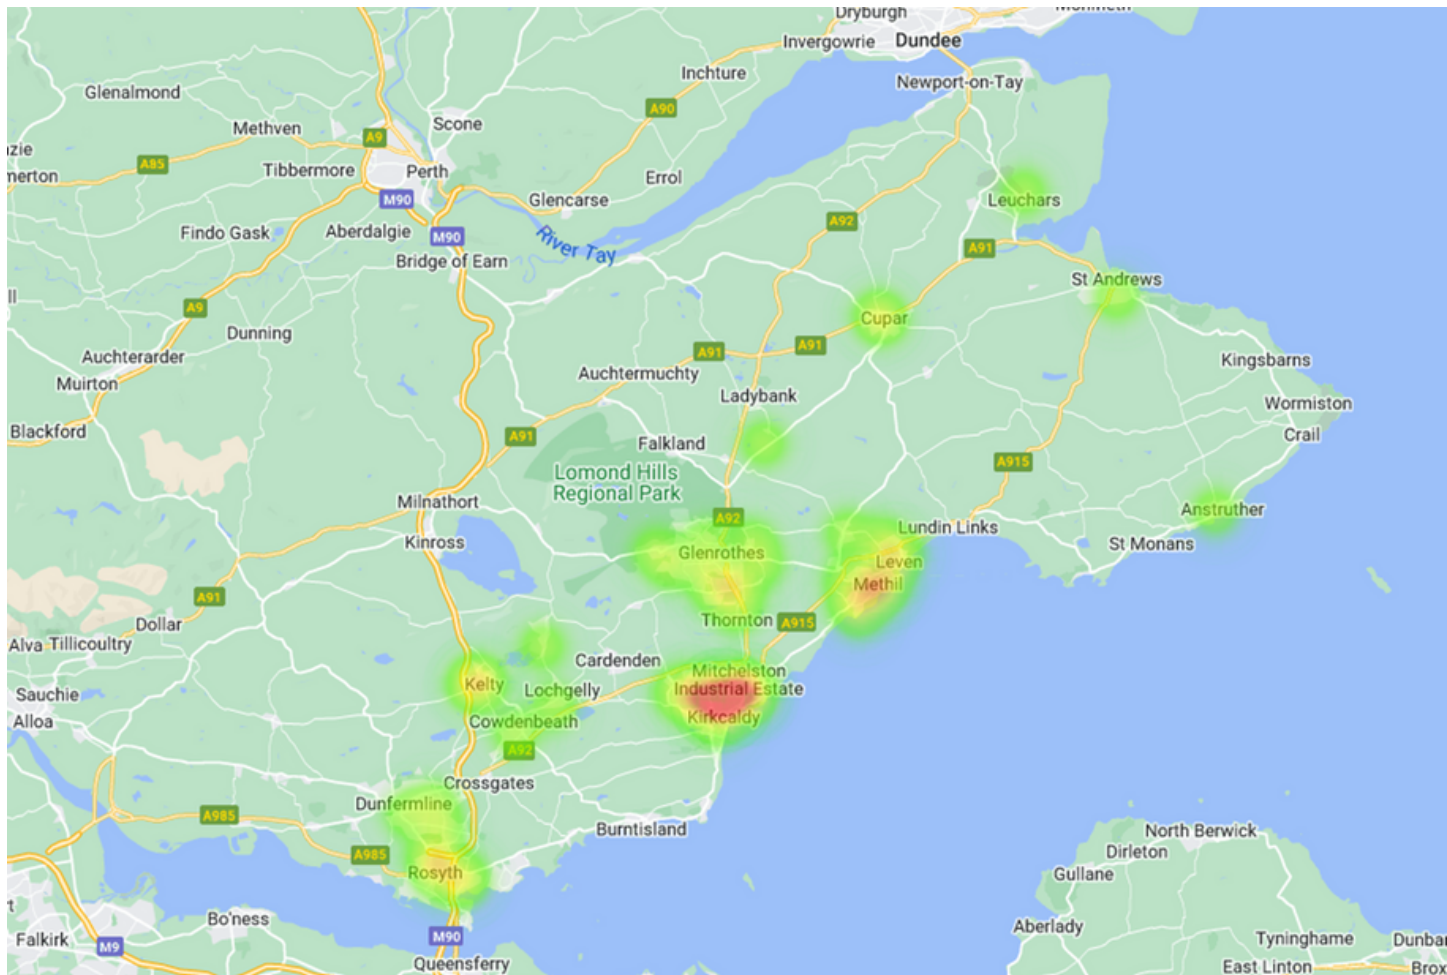 Dryburgh
Invergowrie
Dundee
Inchture
Newport-on-Tay
Glenalmond
A90
Scone
Methven
A9
A85
Tibbermore
Perth
Errol
M90
Glencarse
Leuchars
A92
Findo Gask
Aberdalgie
M90
River Tay
A91
Bridge of Earn
St Andrews
A9
Cupar
Dunning
A91
A91
Auchterarder
Kingsbarns
Auchtermuchty
Muirton
Ladybank
Wormiston
Blackford
A91
Falkland
Crail
Lomond Hills
Regional Park
A915
Milnathort
Anstruther
A92
Lundin Links
Kinross
St Monans
Glenrothes
Leven
Methil
A91
Dollar
Thornton
A915
Alva
Tillicoultry
Cardenden
Mitchelston
Industrial Estate
Kelty
Lochgelly
Sauchie
Kirkcaldy
Alloa
Cowdenbeath
A92
Crossgates
Dunfermline
A985
Burntisland
North Berwick
Dirleton
A985
Rosyth
Gullane
Bo'ness
Aberlady
M90
Falkirk
M9
Tyninghame
Queensferry
East Linton